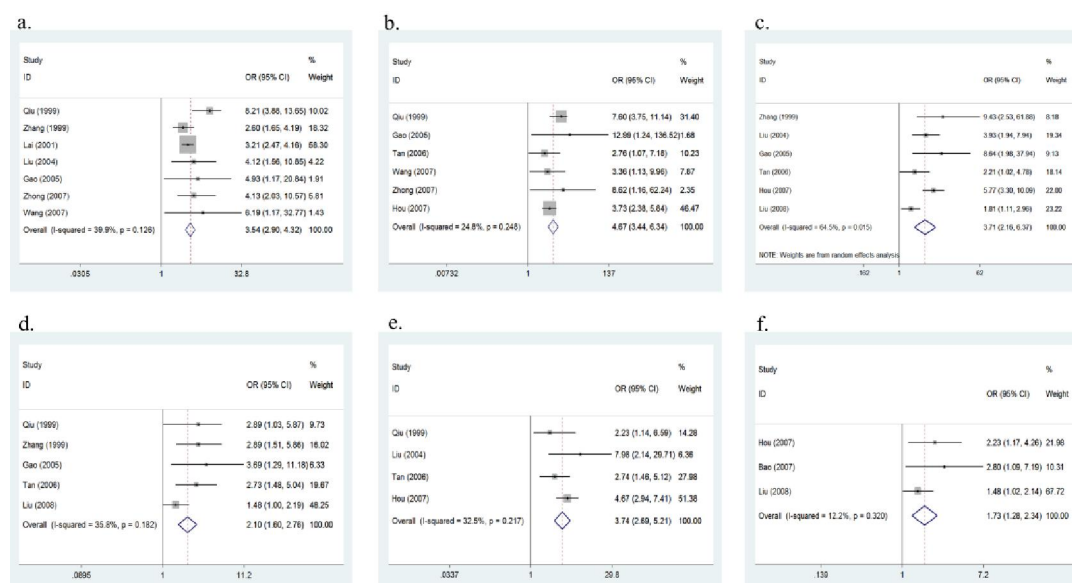 a.
Study %
ID OR (95% CI) Weight
Qiu (1999) (3.88, 13.65) 10.02
Zhang (1999) 2.60 (1.65, 4.19) 18.32
Lai (2001) 3.21 (2.47, 4.16) 58.30
Liu (2004) 4.12 (1.56, 10.85) 4.22
Gao (2005) 4.93 (1.17, 20.84) 1.91
Zhong (2007) 4.13 (2.03, 10.57) 5.81
Wang (2007) 6.19 (1.17, 32.77) 1.43
Overall (I-squared = 39.9%, p = 0.126) 3.54 (2.90, 4.32) 100.00
.0305 1 32.8
b.
Study %
ID OR (95% CI) Weight
Qiu (1999) 7.60 (3.75, 11.14) 31.40
Gao (2005) 12.99 (1.24, 136.52) 1.68
Tan (2006) 2.76 (1.07, 7.18) 10.23
Wang (2007) 3.36 (1.13, 9.96) 7.87
Zhong (2007) 8.62 (1.16, 62.24) 2.35
Hou (2007) 3.73 (2.38, 5.84) 46.47
Overall (I-squared = 24.8%, p = 0.248) 4.67 (3.44, 6.34) 100.00
.00732 1 137
c.
Study %
ID OR (95% CI) Weight
Zhang (1999) 9.43 (2.53, 61.88) 8.18
Liu (2004) 3.93 (1.94, 7.94) 19.34
Gao (2005) 8.64 (1.98, 37.94) 9.13
Tan (2006) 2.21 (1.02, 4.78) 18.14
Hou (2007) 5.77 (3.30, 10.09) 22.00
Liu (2008) 1.81 (1.11, 2.96) 23.22
Overall (I-squared = 64.5%, p = 0.015) 3.71 (2.16, 6.37) 100.00
NOTE: Weights are from random effects analysis
1 62
d.
Study %
ID OR (95% CI) Weight
Qiu (1999) 2.89 (1.03, 5.87) 9.73
Zhang (1999) 2.89 (1.51, 5.66) 16.02
Gao (2005) 3.69 (1.29, 11.18) 6.33
Tan (2006) 2.73 (1.48, 5.04) 19.67
Liu (2008) 1.48 (1.00, 2.19) 48.25
Overall (I-squared = 35.8%, p = 0.182) 2.10 (1.60, 2.76) 100.00
.0895 1 11.2
e.
Study %
ID OR (95% CI) Weight
Qiu (1999) 2.23 (1.14, 6.59) 14.28
Liu (2004) 7.98 (2.14, 29.71) 6.36
Tan (2006) 2.74 (1.46, 5.12) 27.98
Hou (2007) 4.67 (2.94, 7.41) 51.38
Overall (I-squared = 32.5%, p = 0.217) 3.74 (2.69, 5.21) 100.00
.0337 1 29.8
f.
Study %
ID OR (95% CI) Weight
Hou (2007) 2.23 (1.17, 4.26) 21.98
Bao (2007) 2.80 (1.09, 7.19) 10.31
Liu (2008) 1.48 (1.02, 2.14) 67.72
Overall (I-squared = 12.2%, p = 0.320) 1.73 (1.28, 2.34) 100.00
.139 1 7.2